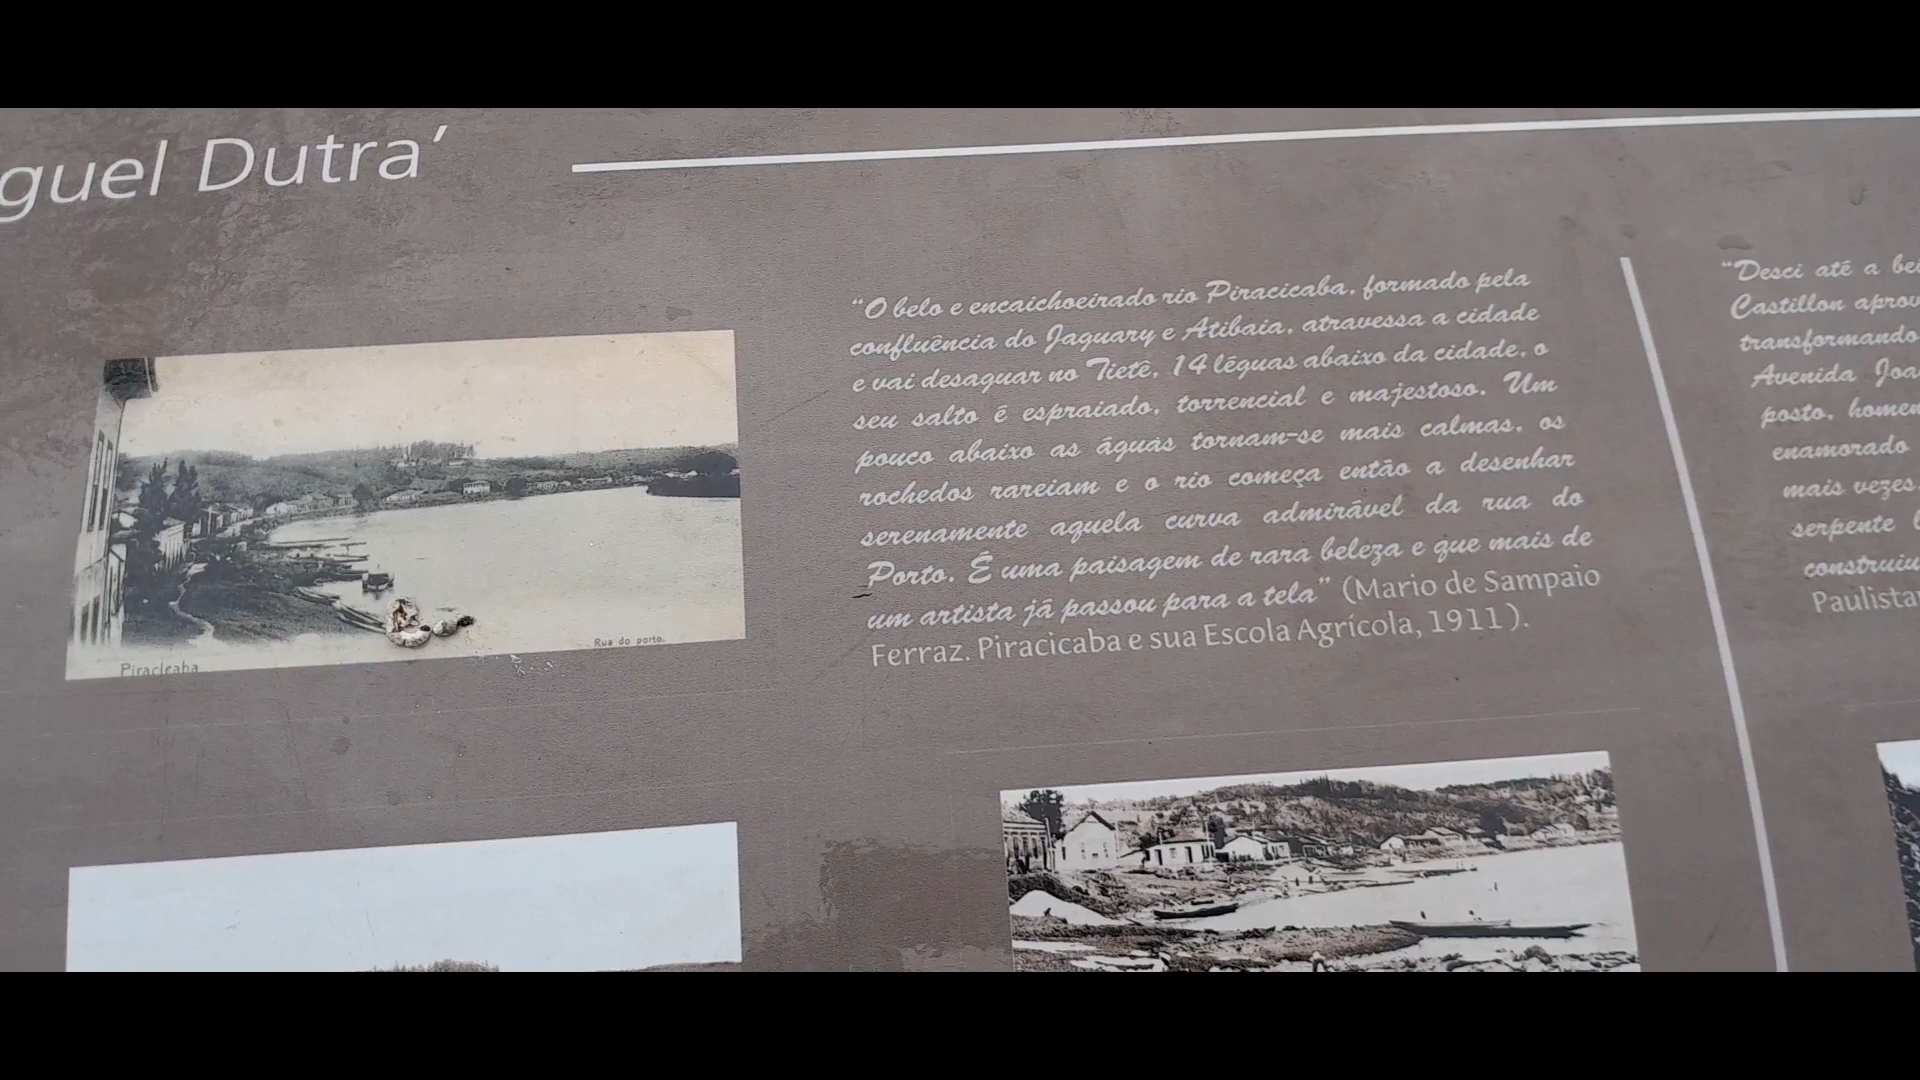 guel Dutra’
“O belo e encaichoeirado rio Piracicaba, formado pela
confluência do Jaguary e Atibaia, atravessa a cidade
e vai desaguar no Tietê, 14 léguas abaixo da cidade, o
seu salto é espraiado, torrencial e majestoso. Um
pouco abaixo as águas tornam-se mais calmas, os
rochedos rareiam e o rio começa então a desenhar
serenamente aquela curva admirável da rua do
Porto. É uma paisagem de rara beleza e que mais de
um artista já passou para a tela” (Mario de Sampaio
Ferraz. Piracicaba e sua Escola Agrícola, 1911).
Rua do porto.
Piracicaba
“Desci até a bei
Castillon aprov
transformando
Avenida Joa
posto, homen
enamorado
mais vezes,
serpente
construiu
Paulistan